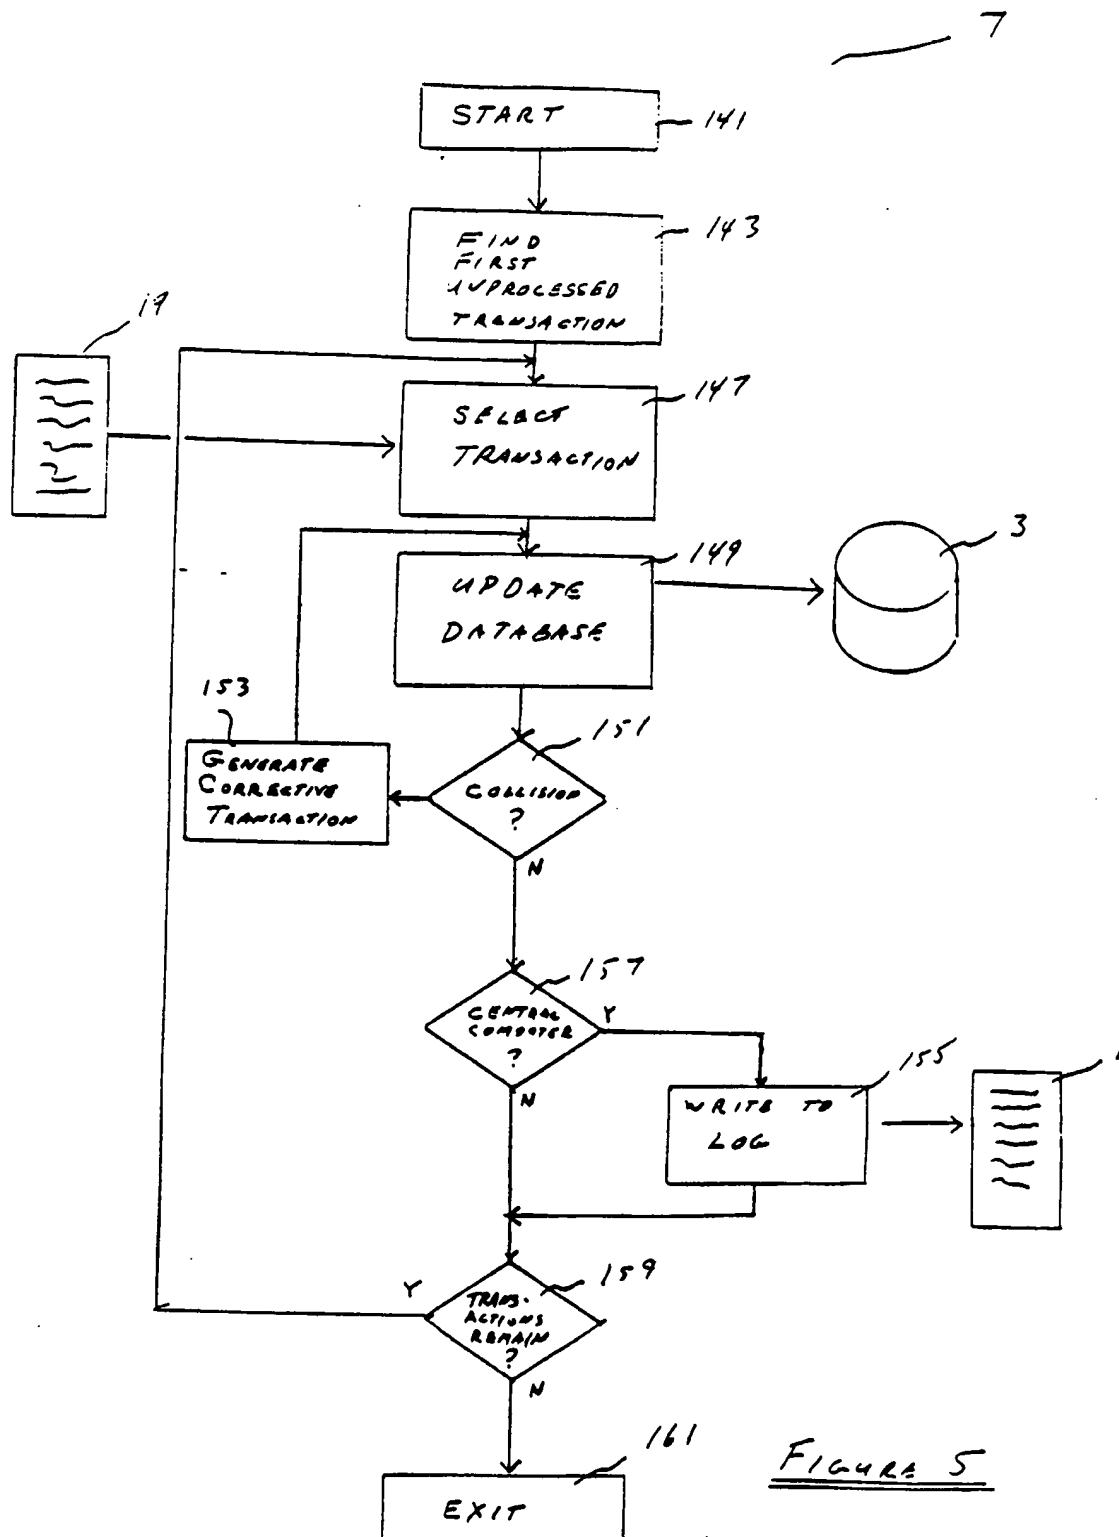 7
START
141
FIND
FIRST
UNPROCESSED
TRANSACTION
143
19
SELECT
TRANSACTION
147
UPDATE
DATABASE
149
3
153
GENERATE
CORRECTIVE
TRANSACTION
COLLISION
?
151
N
CENTRAL
COMPUTER
?
157
Y
N
WRITE TO
LOG
155
TRANS-
ACTIONS
REMAIN
?
159
Y
N
EXIT
161
FIGURE 5